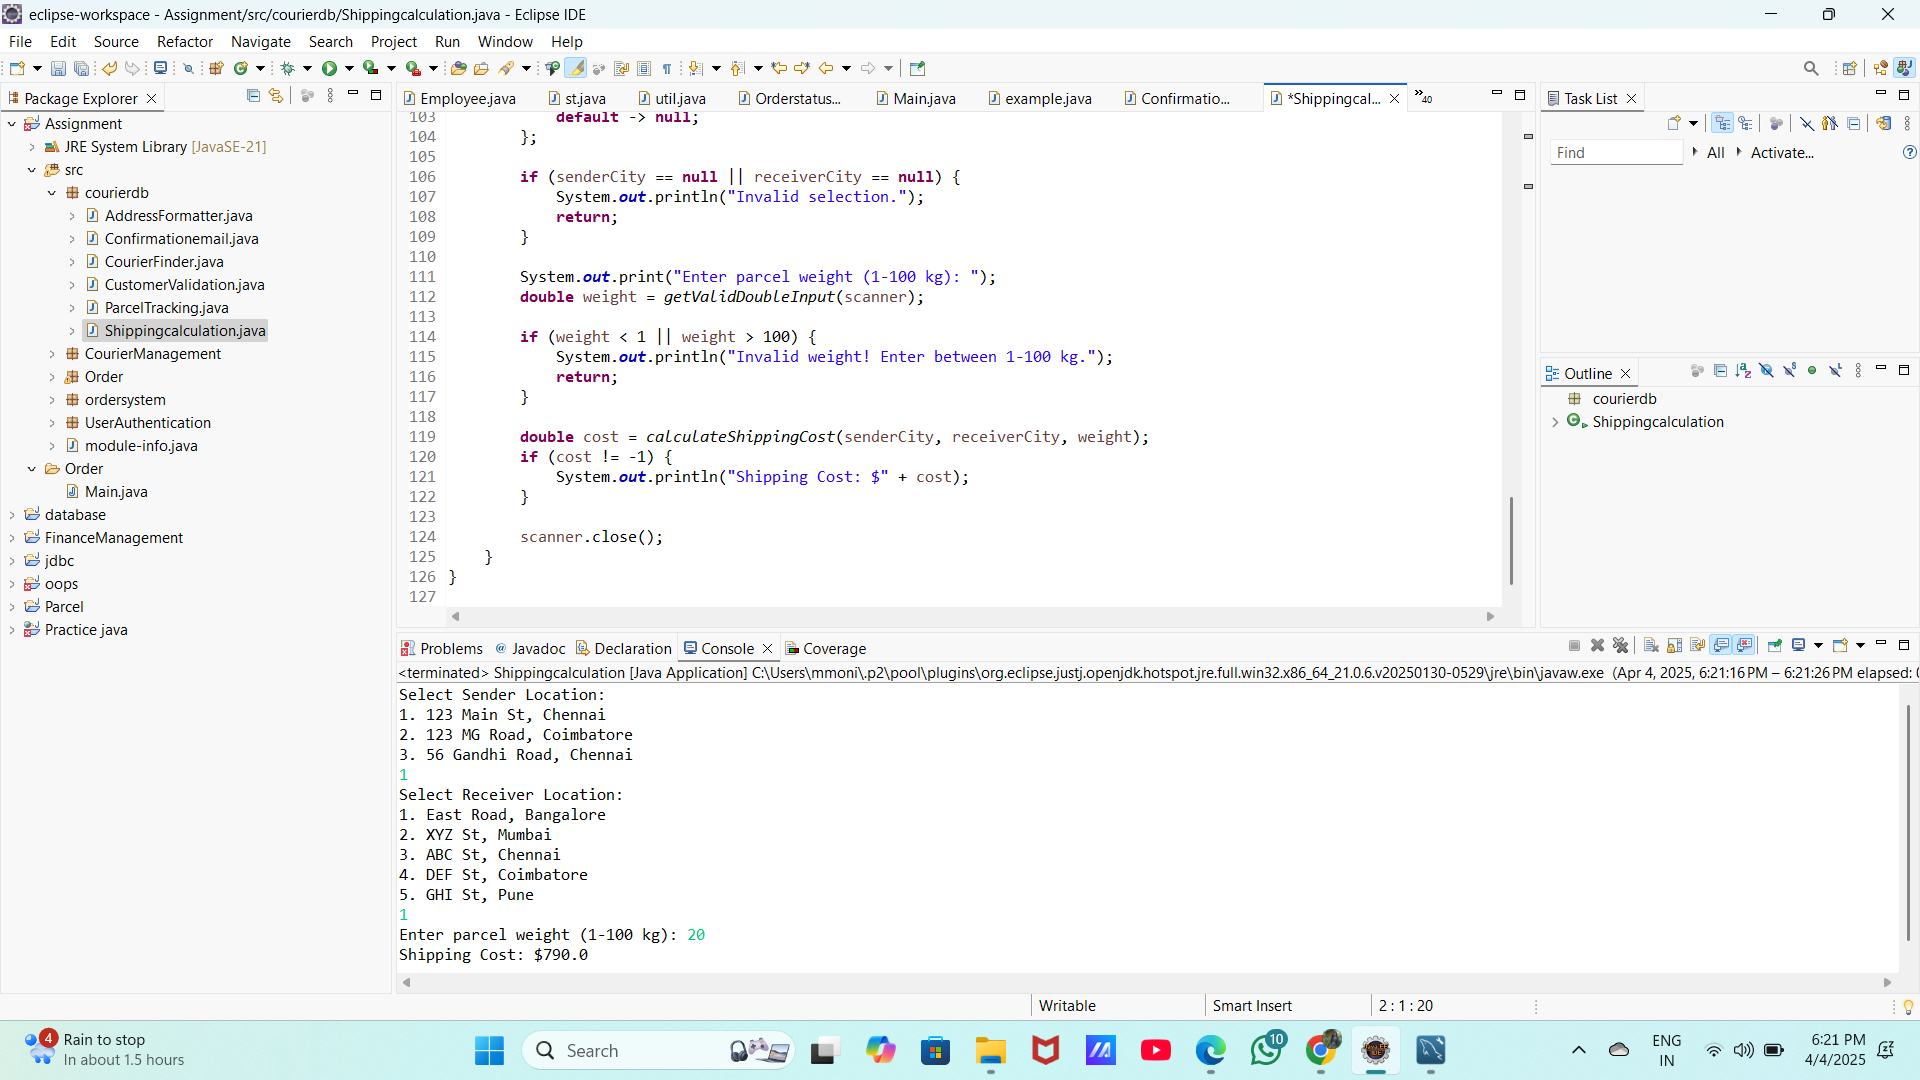 eclipse-workspace - Assignment/src/courierdb/Shippingcalculation.java - Eclipse IDE
File Edit Source Refactor Navigate Search Project Run Window Help
Package Explorer
Assignment
JRE System Library [JavaSE-21]
src
courierdb
AddressFormatter.java
Confirmationemail.java
CourierFinder.java
CustomerValidation.java
ParcelTracking.java
Shippingcalculation.java
CourierManagement
Order
ordersystem
UserAuthentication
module-info.java
Order
Main.java
database
FinanceManagement
jdbc
oops
Parcel
Practice java
Employee.java st.java util.java Orderstatus... Main.java example.java Confirmatio... *Shippingcal... »40
103 default -> null;
104 };
105
106 if (senderCity == null || receiverCity == null) {
107 System.out.println("Invalid selection.");
108 return;
109 }
110
111 System.out.print("Enter parcel weight (1-100 kg): ");
112 double weight = getValidDoubleInput(scanner);
113
114 if (weight < 1 || weight > 100) {
115 System.out.println("Invalid weight! Enter between 1-100 kg.");
116 return;
117 }
118
119 double cost = calculateShippingCost(senderCity, receiverCity, weight);
120 if (cost != -1) {
121 System.out.println("Shipping Cost: $" + cost);
122 }
123
124 scanner.close();
125 }
126 }
127
Task List
Find All Activate...
Outline
courierdb
Shippingcalculation
Problems @ Javadoc Declaration Console Coverage
<terminated> Shippingcalculation [Java Application] C:\Users\mmoni\.p2\pool\plugins\org.eclipse.justj.openjdk.hotspot.jre.full.win32.x86_64_21.0.6.v20250130-0529\jre\bin\javaw.exe (Apr 4, 2025, 6:21:16 PM – 6:21:26 PM elapsed:
Select Sender Location:
1. 123 Main St, Chennai
2. 123 MG Road, Coimbatore
3. 56 Gandhi Road, Chennai
1
Select Receiver Location:
1. East Road, Bangalore
2. XYZ St, Mumbai
3. ABC St, Chennai
4. DEF St, Coimbatore
5. GHI St, Pune
1
Enter parcel weight (1-100 kg): 20
Shipping Cost: $790.0
Writable Smart Insert 2 : 1 : 20
4 Rain to stop
In about 1.5 hours
Search
10
ENG
IN
6:21 PM
4/4/2025